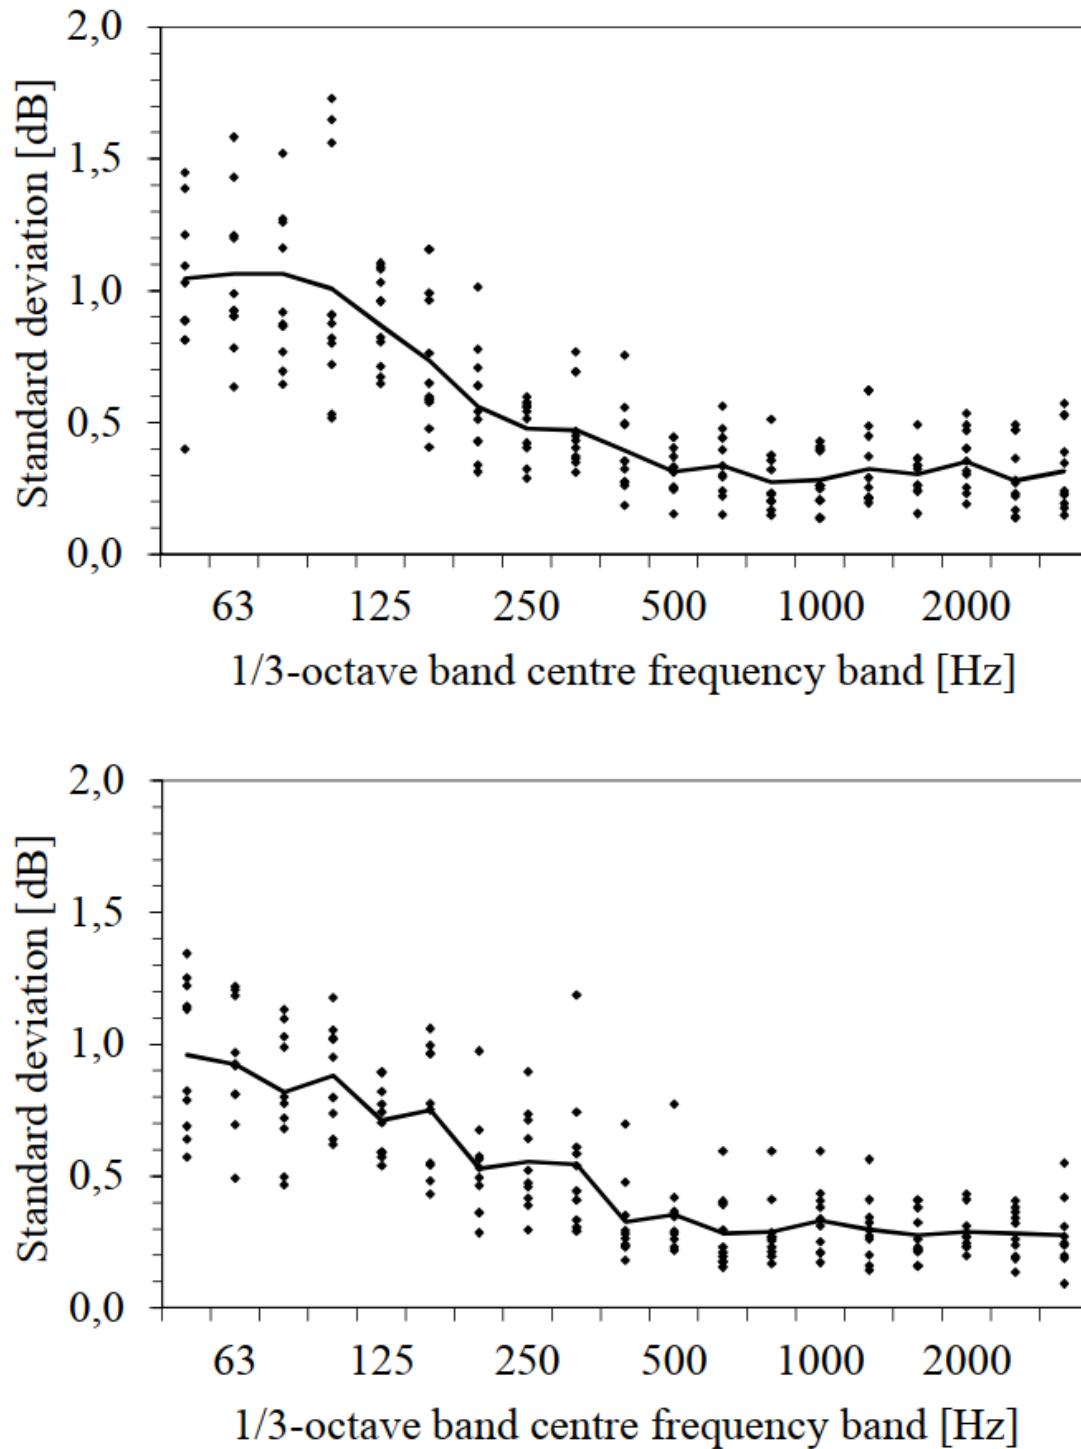 2,0
1,5
1,0
0,5
0,0
Standard deviation [dB]
63 125 250 500 1000 2000
1/3-octave band centre frequency band [Hz]
2,0
1,5
1,0
0,5
0,0
Standard deviation [dB]
63 125 250 500 1000 2000
1/3-octave band centre frequency band [Hz]